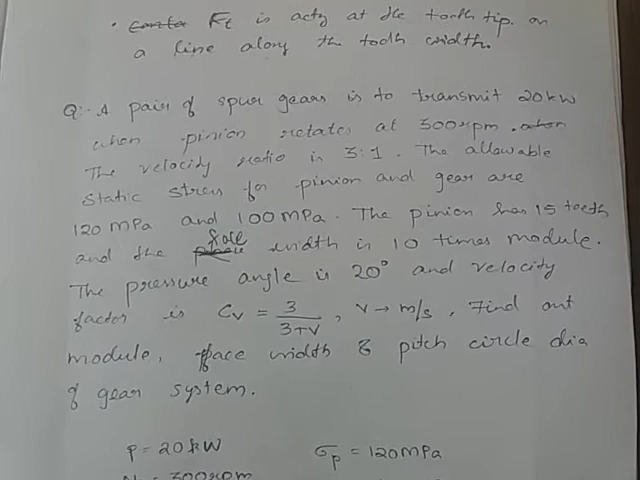 • Ft is acty at the tooth tip. on
a line along the tooth width.
Q:- A pair of spur gears is to transmit 20kW
when pinion rotates at 300rpm.
The velocity ratio is 3:1. The allowable
static stress for pinion and gear are
120 MPa and 100 MPa. The pinion has 15 teeth
and the face width is 10 times module.
The pressure angle is 20° and velocity
factor is Cv = 3/(3+v), v → m/s. Find out
module, face width & pitch circle dia
of gear system.
P = 20kW σp = 120MPa
300rpm